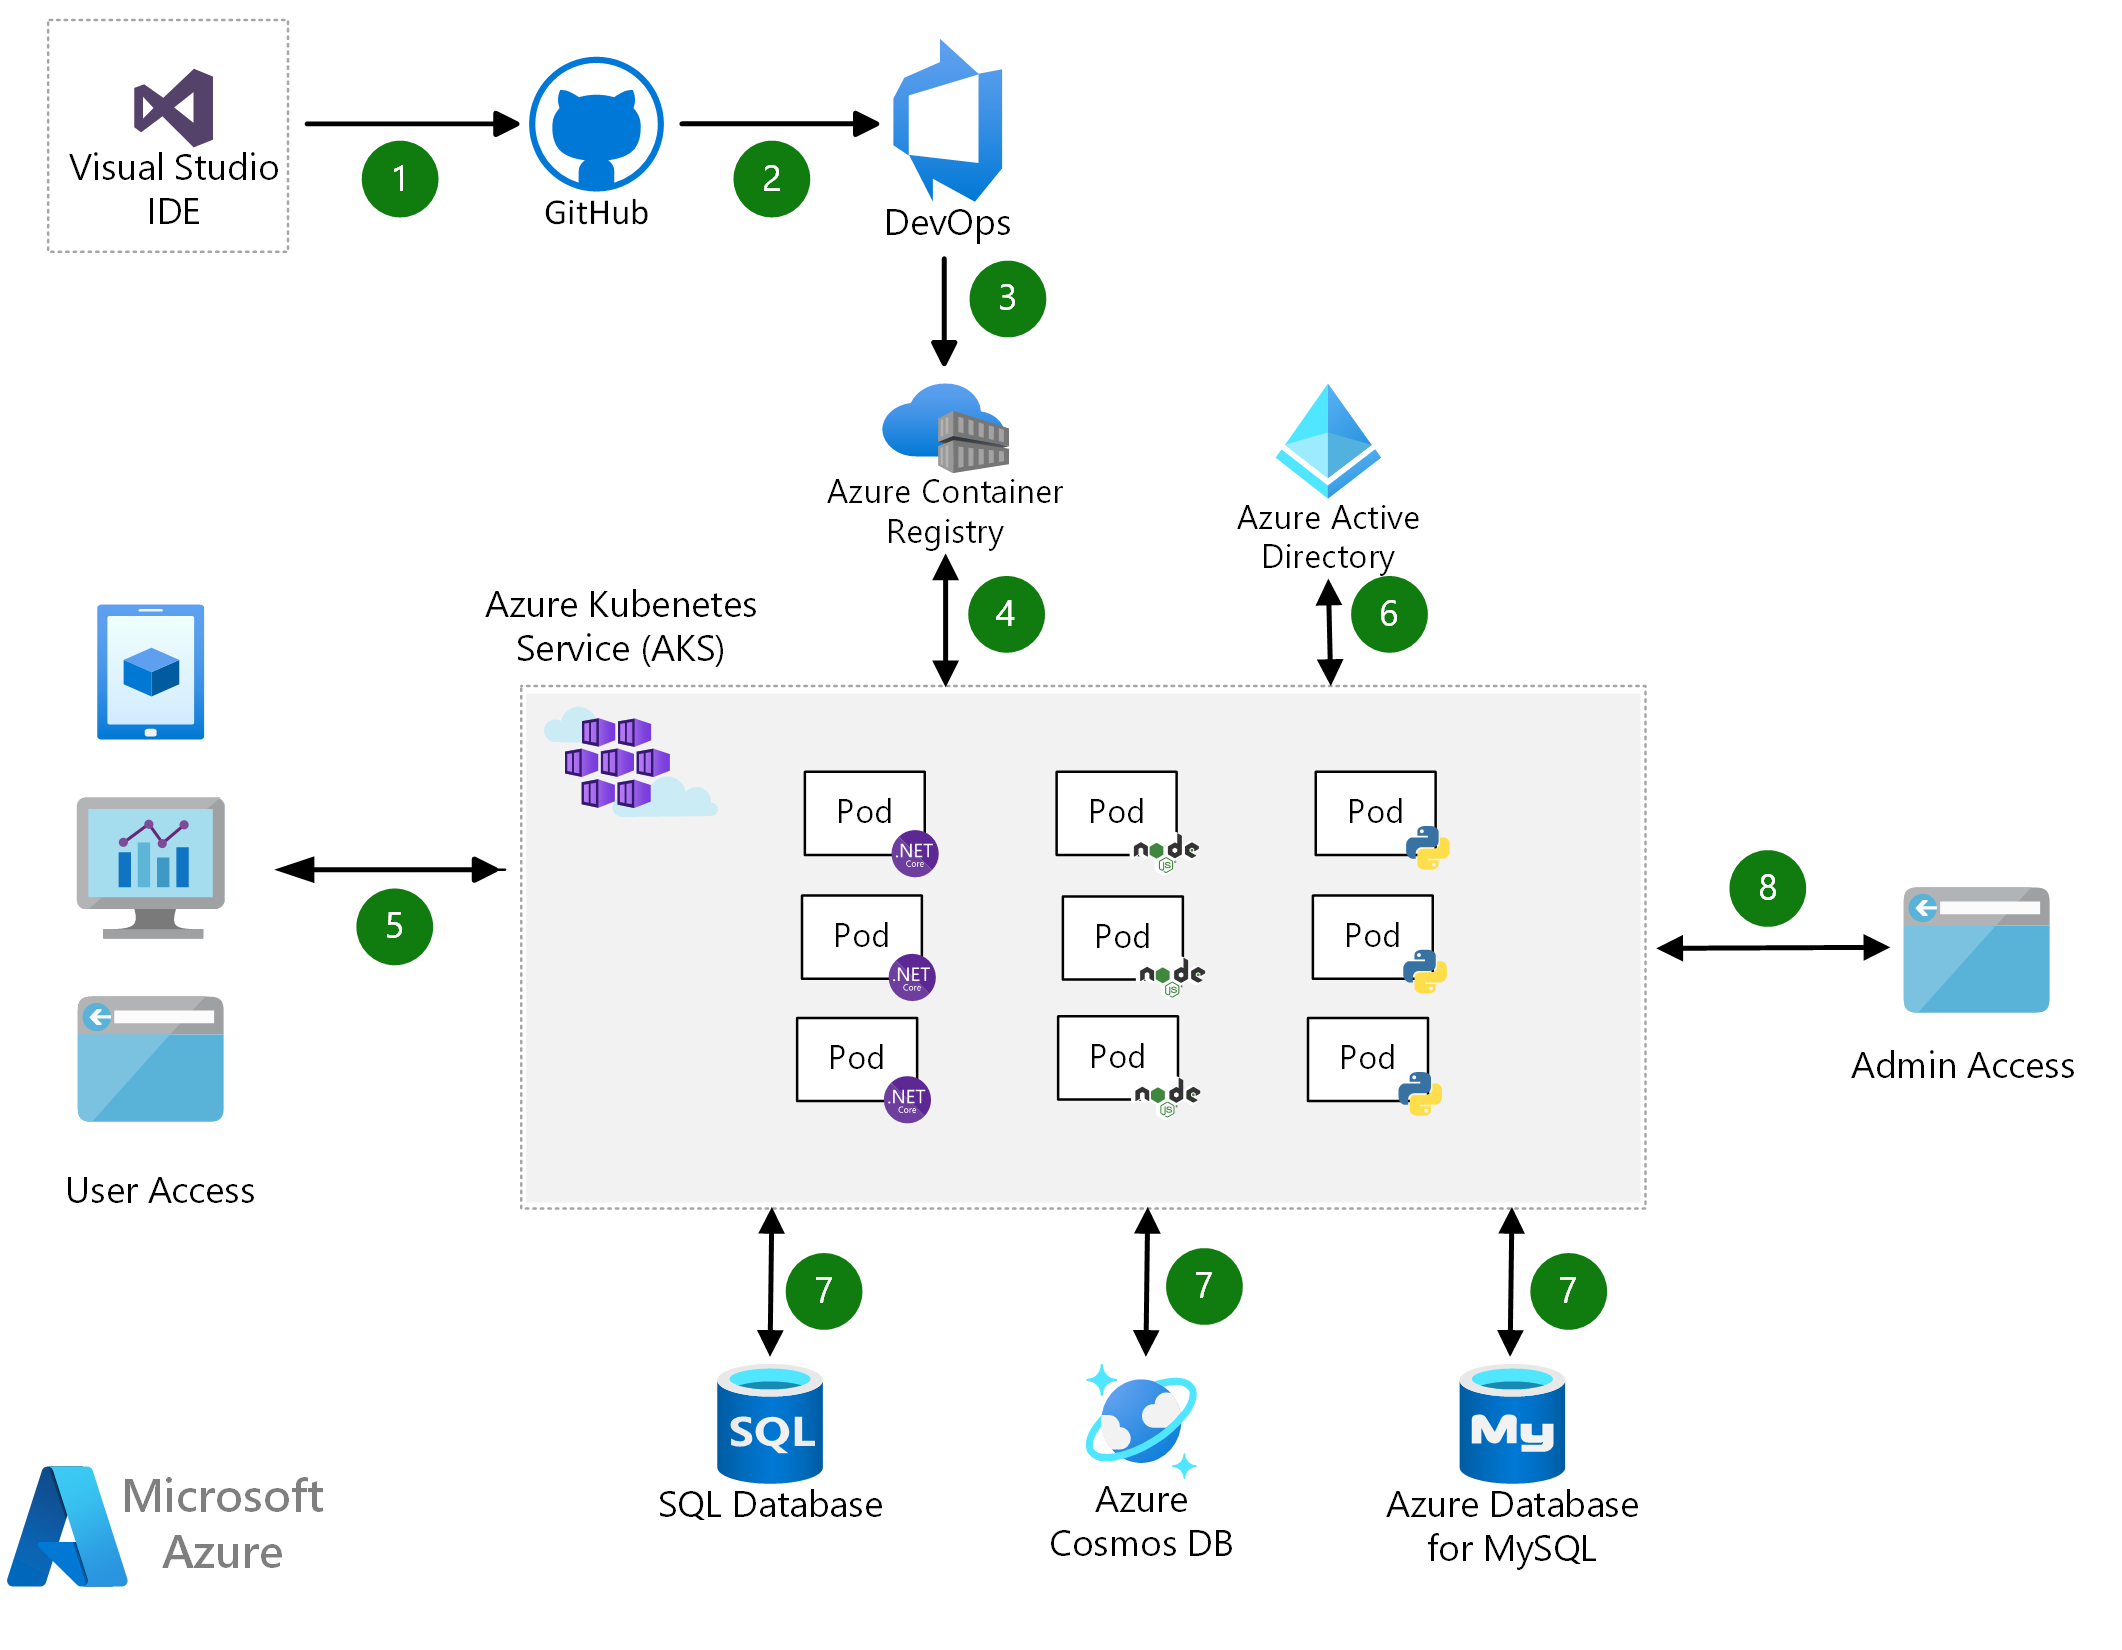 Visual Studio
IDE
1
GitHub
2
DevOps
3
Azure Container
Registry
Azure Active
Directory
4
6
Azure Kubenetes
Service (AKS)
Pod
.NET
Core
Pod
node
JS
Pod
5
8
Pod
.NET
Core
Pod
node
JS
Pod
Pod
.NET
Core
Pod
node
JS
Pod
User Access
Admin Access
7
7
7
SQL
SQL Database
Azure
Cosmos DB
My
Azure Database
for MySQL
Microsoft
Azure